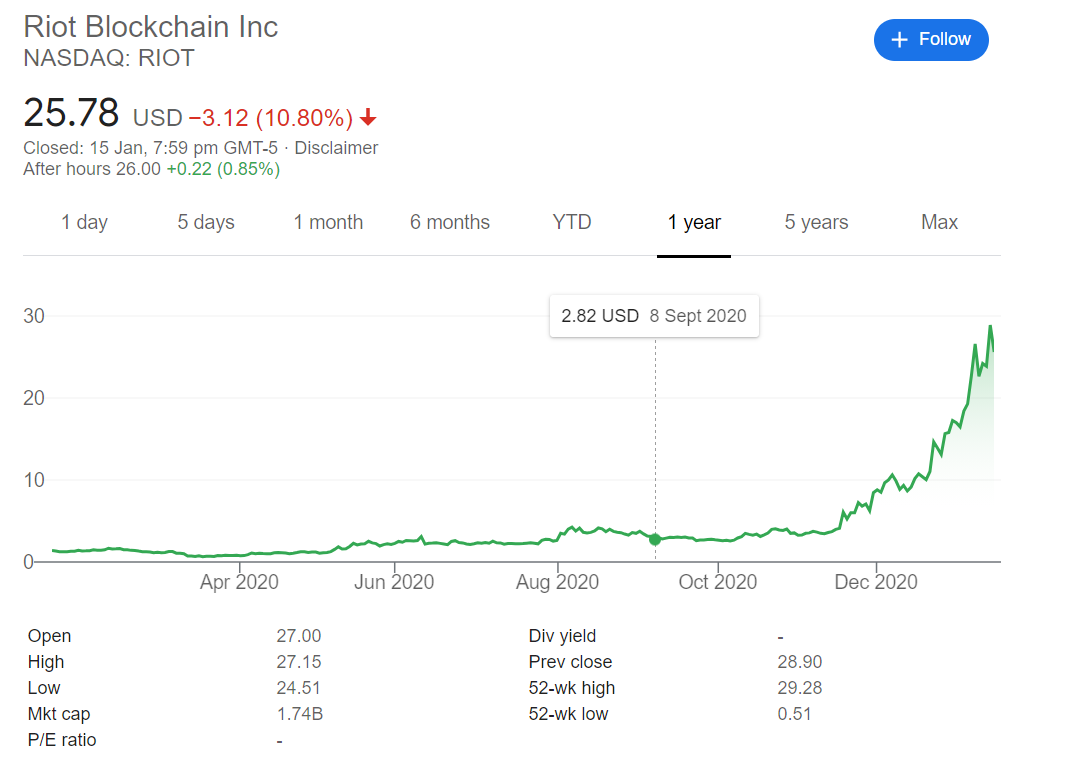 Riot Blockchain Inc
NASDAQ: RIOT
+ Follow
25.78 USD −3.12 (10.80%)
Closed: 15 Jan, 7:59 pm GMT-5 · Disclaimer
After hours 26.00 +0.22 (0.85%)
1 day 5 days 1 month 6 months YTD 1 year 5 years Max
2.82 USD 8 Sept 2020
30
20
10
0
Apr 2020 Jun 2020 Aug 2020 Oct 2020 Dec 2020
Open 27.00 Div yield -
High 27.15 Prev close 28.90
Low 24.51 52-wk high 29.28
Mkt cap 1.74B 52-wk low 0.51
P/E ratio -